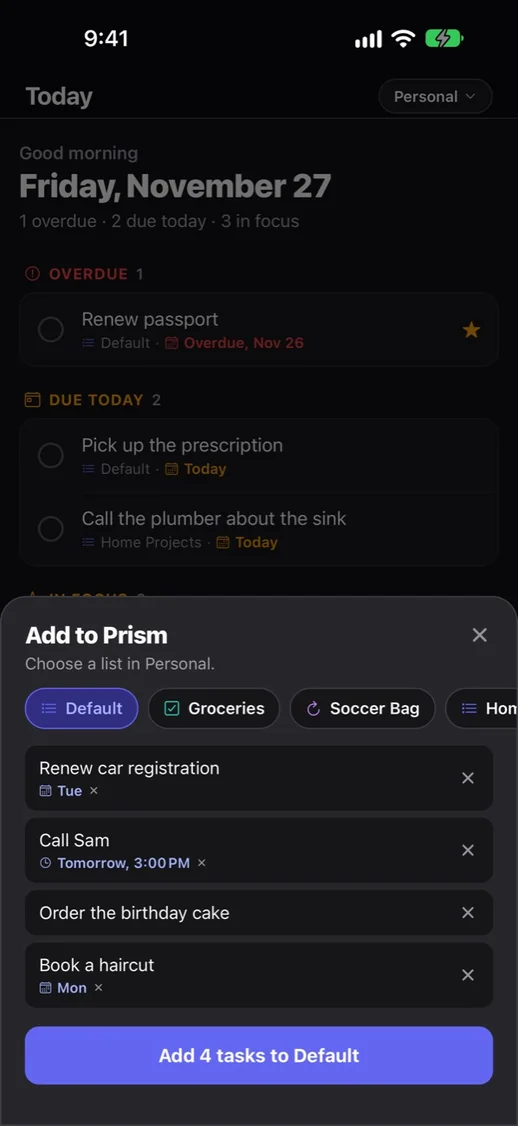 9:41
Today
Personal
Good morning
Friday, November 27
1 overdue · 2 due today · 3 in focus
OVERDUE 1
Renew passport
Default · Overdue, Nov 26
DUE TODAY 2
Pick up the prescription
Default · Today
Call the plumber about the sink
Home Projects · Today
Add to Prism
Choose a list in Personal.
Default
Groceries
Soccer Bag
Hom
Renew car registration
Tue ×
Call Sam
Tomorrow, 3:00 PM ×
Order the birthday cake
Book a haircut
Mon ×
Add 4 tasks to Default